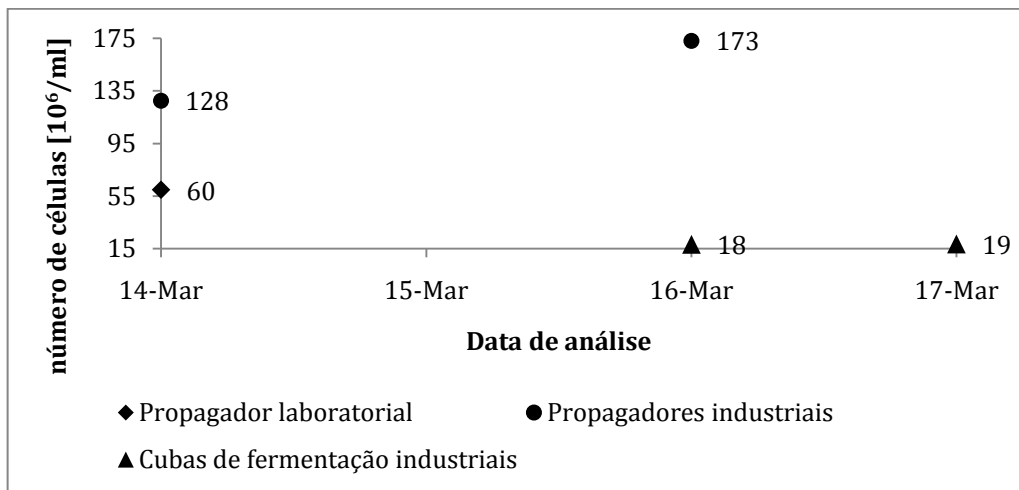 número de células [10⁶/ml]
175
135
95
55
15
173
128
60
18
19
14-Mar 15-Mar 16-Mar 17-Mar
Data de análise
Propagador laboratorial Propagadores industriais
Cubas de fermentação industriais